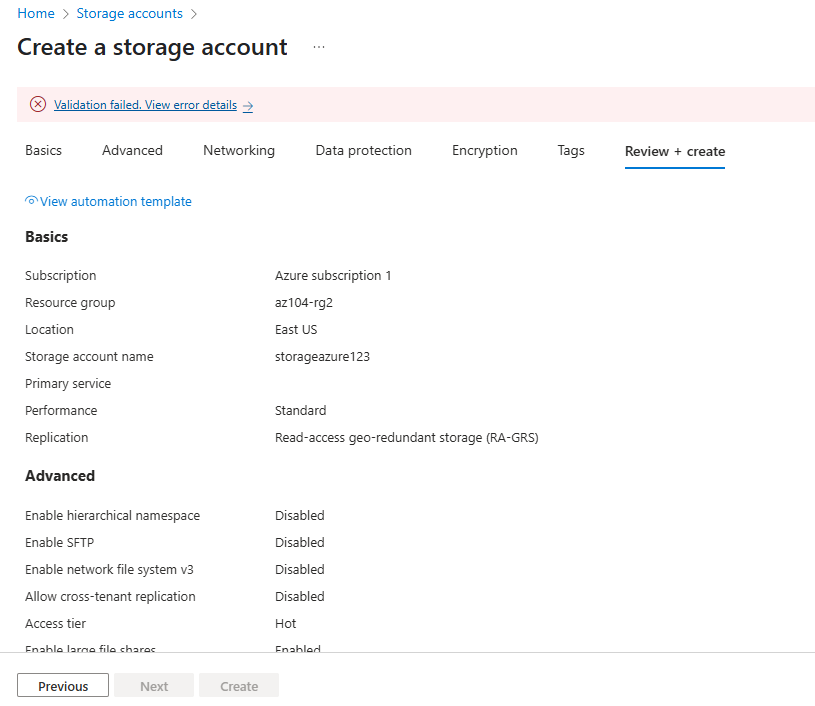 Home > Storage accounts >
Create a storage account ...
Validation failed. View error details →
Basics Advanced Networking Data protection Encryption Tags Review + create
View automation template
Basics
Subscription Azure subscription 1
Resource group az104-rg2
Location East US
Storage account name storageazure123
Primary service
Performance Standard
Replication Read-access geo-redundant storage (RA-GRS)
Advanced
Enable hierarchical namespace Disabled
Enable SFTP Disabled
Enable network file system v3 Disabled
Allow cross-tenant replication Disabled
Access tier Hot
Enable large file shares Enabled
Previous Next Create